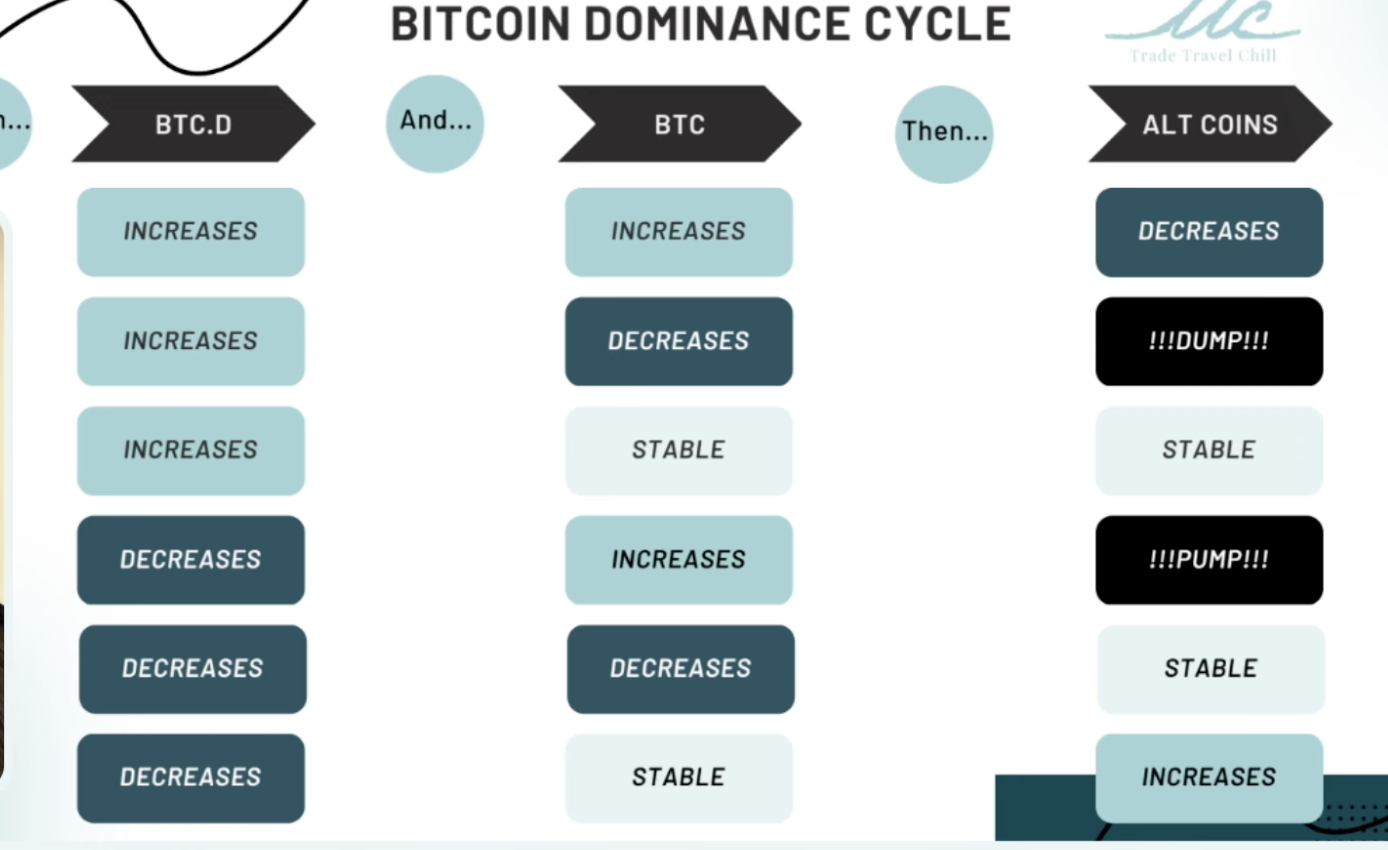 BITCOIN DOMINANCE CYCLE
Trade Travel Chill
BTC.D And... BTC Then... ALT COINS
INCREASES INCREASES DECREASES
INCREASES DECREASES !!!DUMP!!!
INCREASES STABLE STABLE
DECREASES INCREASES !!!PUMP!!!
DECREASES DECREASES STABLE
DECREASES STABLE INCREASES